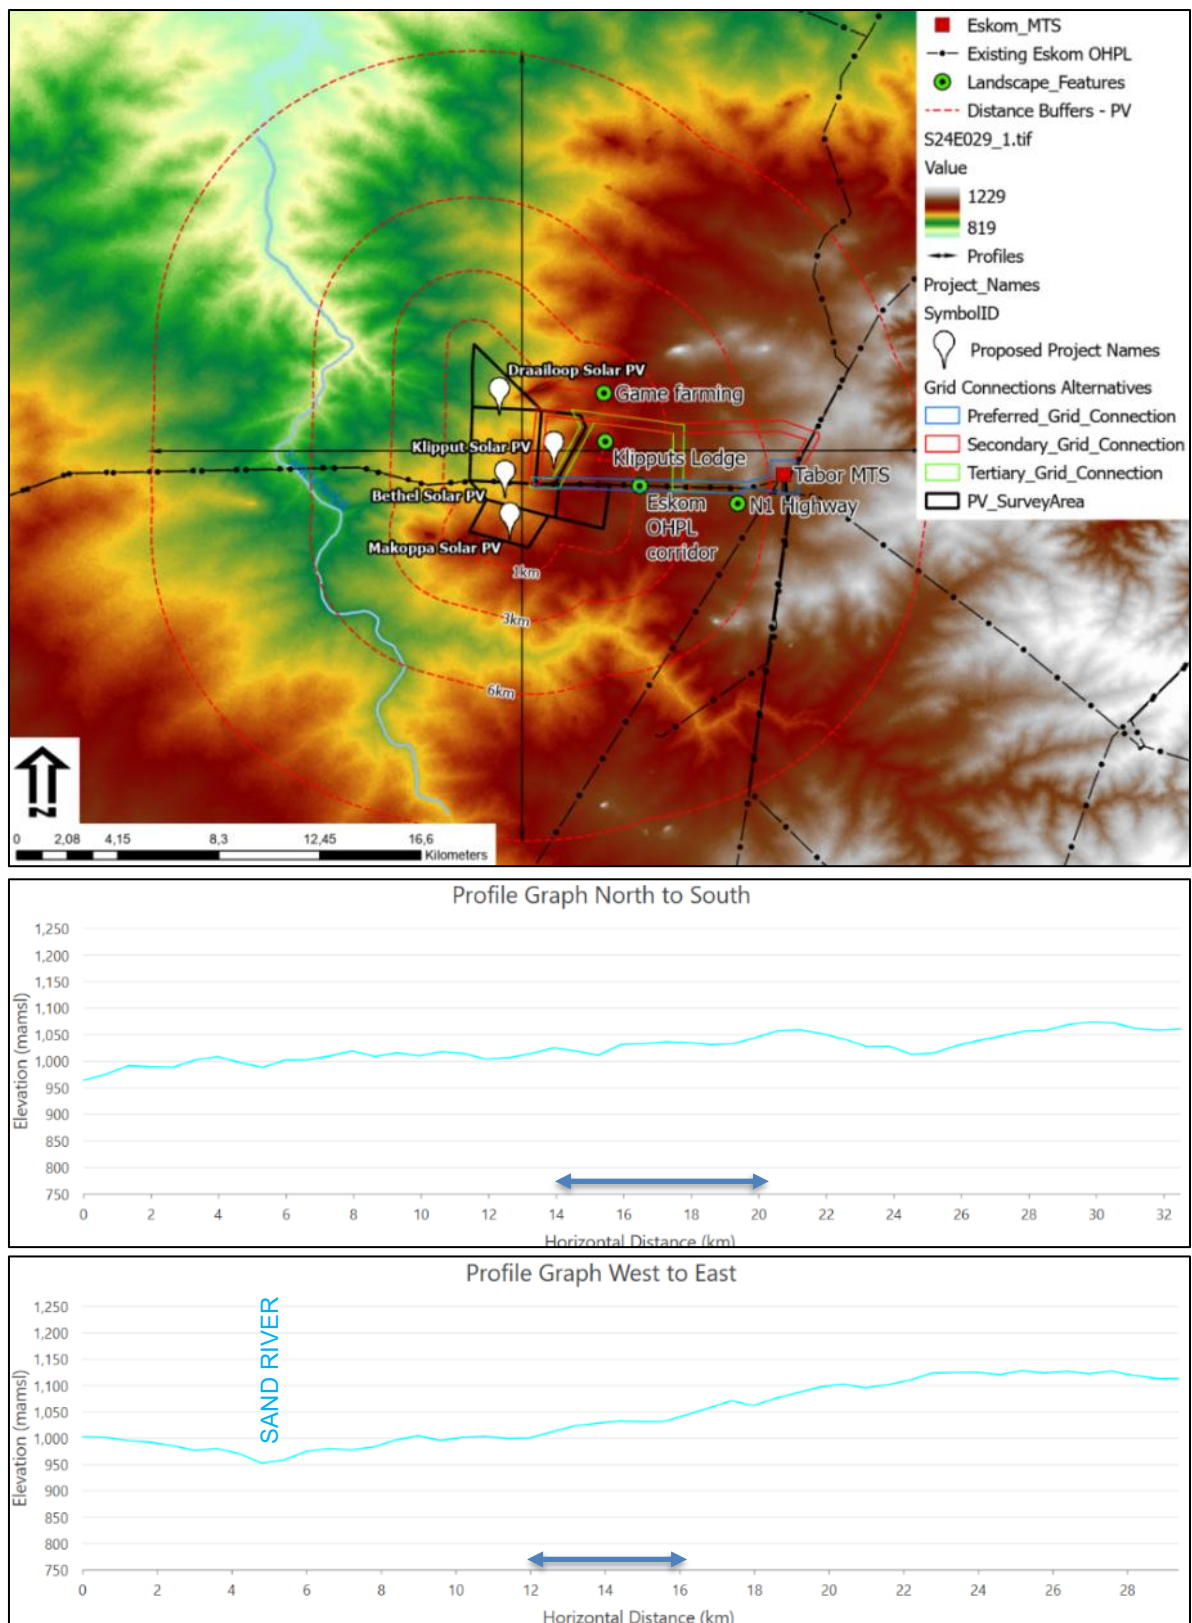 Eskom_MTS
Existing Eskom OHPL
Landscape_Features
Distance Buffers - PV
S24E029_1.tif
Value
1229
819
Profiles
Project_Names
SymbolID
Proposed Project Names
Grid Connections Alternatives
Preferred_Grid_Connection
Secondary_Grid_Connection
Tertiary_Grid_Connection
PV_SurveyArea
Draailoop Solar PV
Game farming
Klipput Solar PV
Klipputs Lodge
Tabor MTS
Bethel Solar PV
Eskom
OHPL
corridor
N1 Highway
Makoppa Solar PV
1km
3km
6km
N
0 2,08 4,15 8,3 12,45 16,6
Kilometers
Profile Graph North to South
Elevation (mamsl)
1,250
1,200
1,150
1,100
1,050
1,000
950
900
850
800
750
0 2 4 6 8 10 12 14 16 18 20 22 24 26 28 30 32
Horizontal Distance (km)
Profile Graph West to East
SAND RIVER
Elevation (mamsl)
1,250
1,200
1,150
1,100
1,050
1,000
950
900
850
800
750
0 2 4 6 8 10 12 14 16 18 20 22 24 26 28
Horizontal Distance (km)